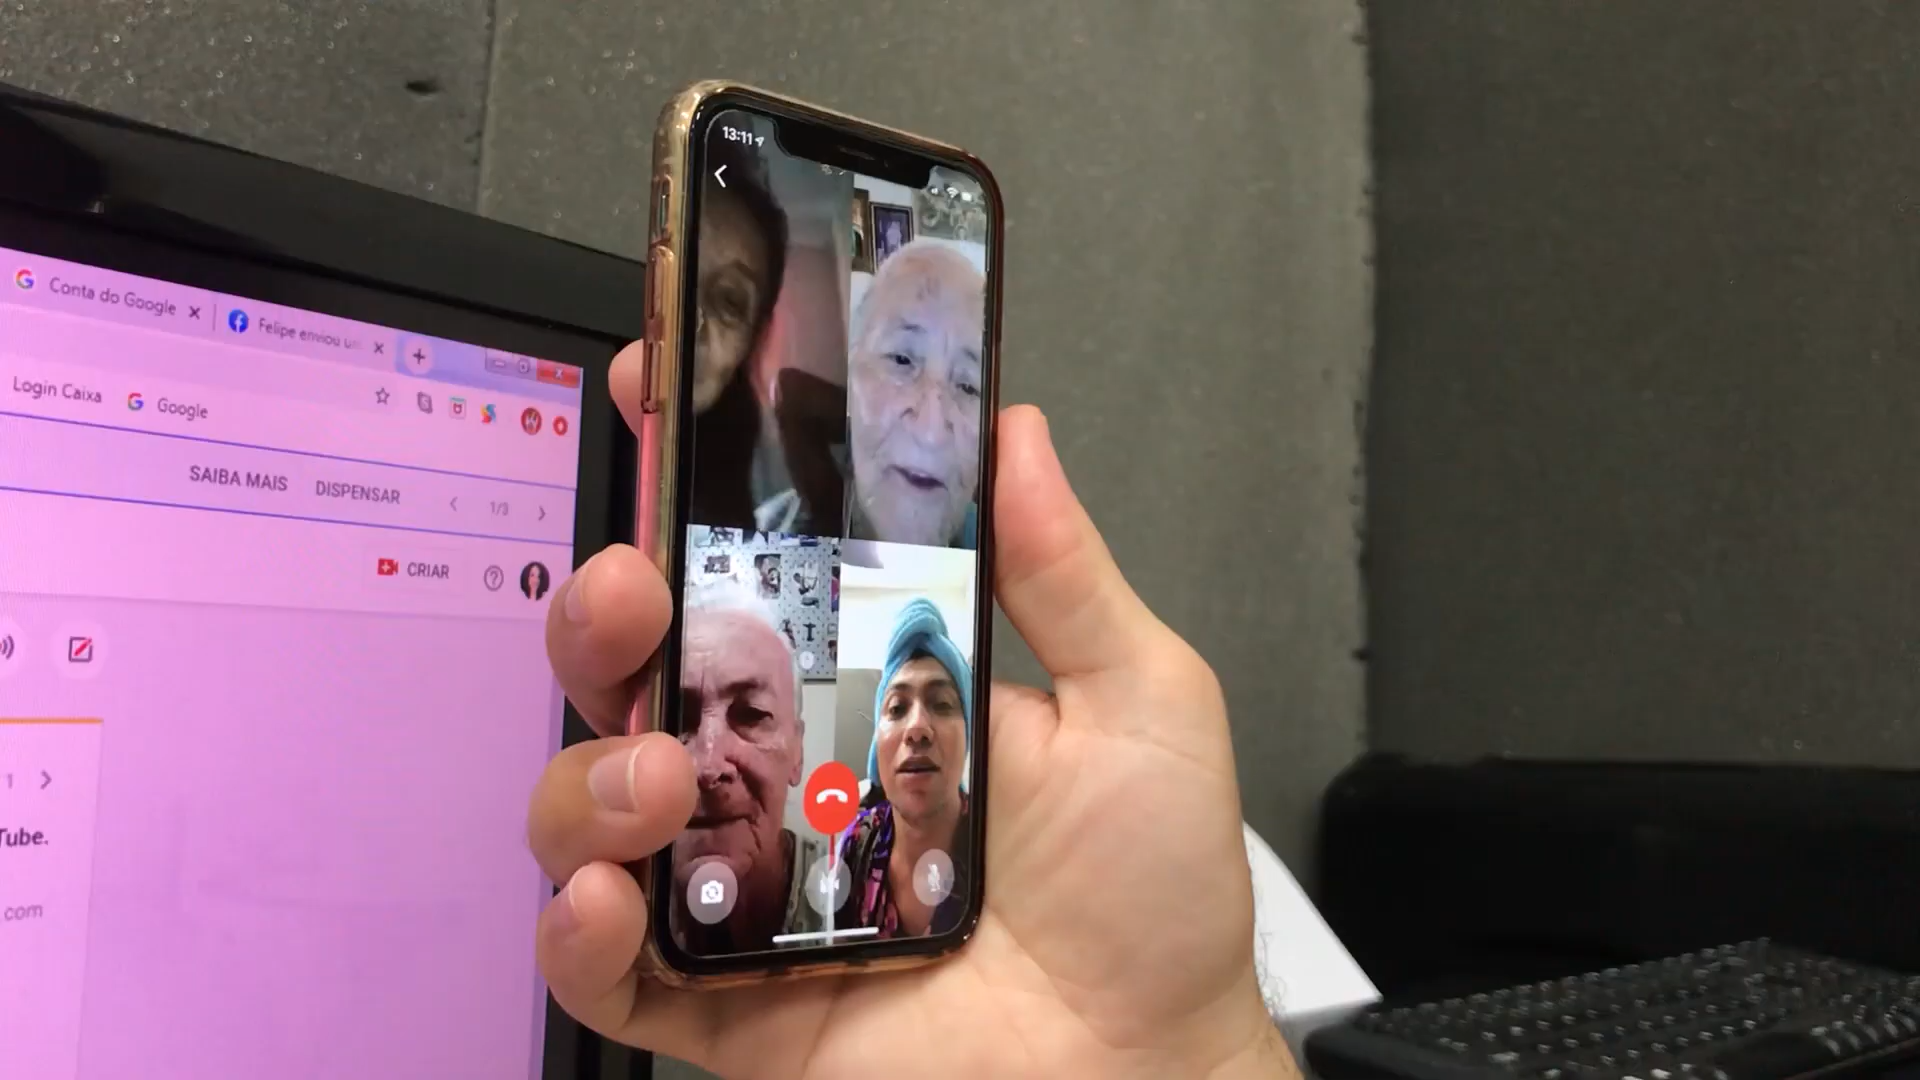 13:11
Conta do Google
Felipe enviou u
Login Caixa
Google
SAIBA MAIS
DISPENSAR
1/3
CRIAR
1
Tube.
com